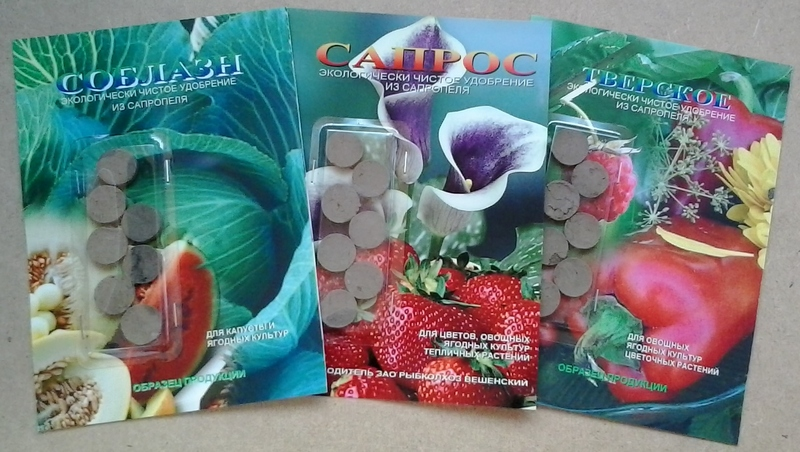 СОБЛАЗН
ЭКОЛОГИЧЕСКИ ЧИСТОЕ УДОБРЕНИЕ
ИЗ САПРОПЕЛЯ
ДЛЯ КАПУСТЫ И
ЯГОДНЫХ КУЛЬТУР
ОБРАЗЕЦ ПРОДУКЦИИ
САПРОС
ЭКОЛОГИЧЕСКИ ЧИСТОЕ УДОБРЕНИЕ
ИЗ САПРОПЕЛЯ
ДЛЯ ЦВЕТОВ, ОВОЩНЫХ
ЯГОДНЫХ КУЛЬТУР
ТЕПЛИЧНЫХ РАСТЕНИЙ
ОДИТЕЛЬ ЗАО РЫБКОЛХОЗ ВЕШЕНСКИЙ
ТВЕРСКОЕ
ЭКОЛОГИЧЕСКИ ЧИСТОЕ УДОБРЕНИЕ
ИЗ САПРОПЕЛЯ
ДЛЯ ОВОЩНЫХ
ЯГОДНЫХ КУЛЬТУР
ЦВЕТОЧНЫХ РАСТЕНИЙ
ОБРАЗЕЦ ПРОДУКЦИИ